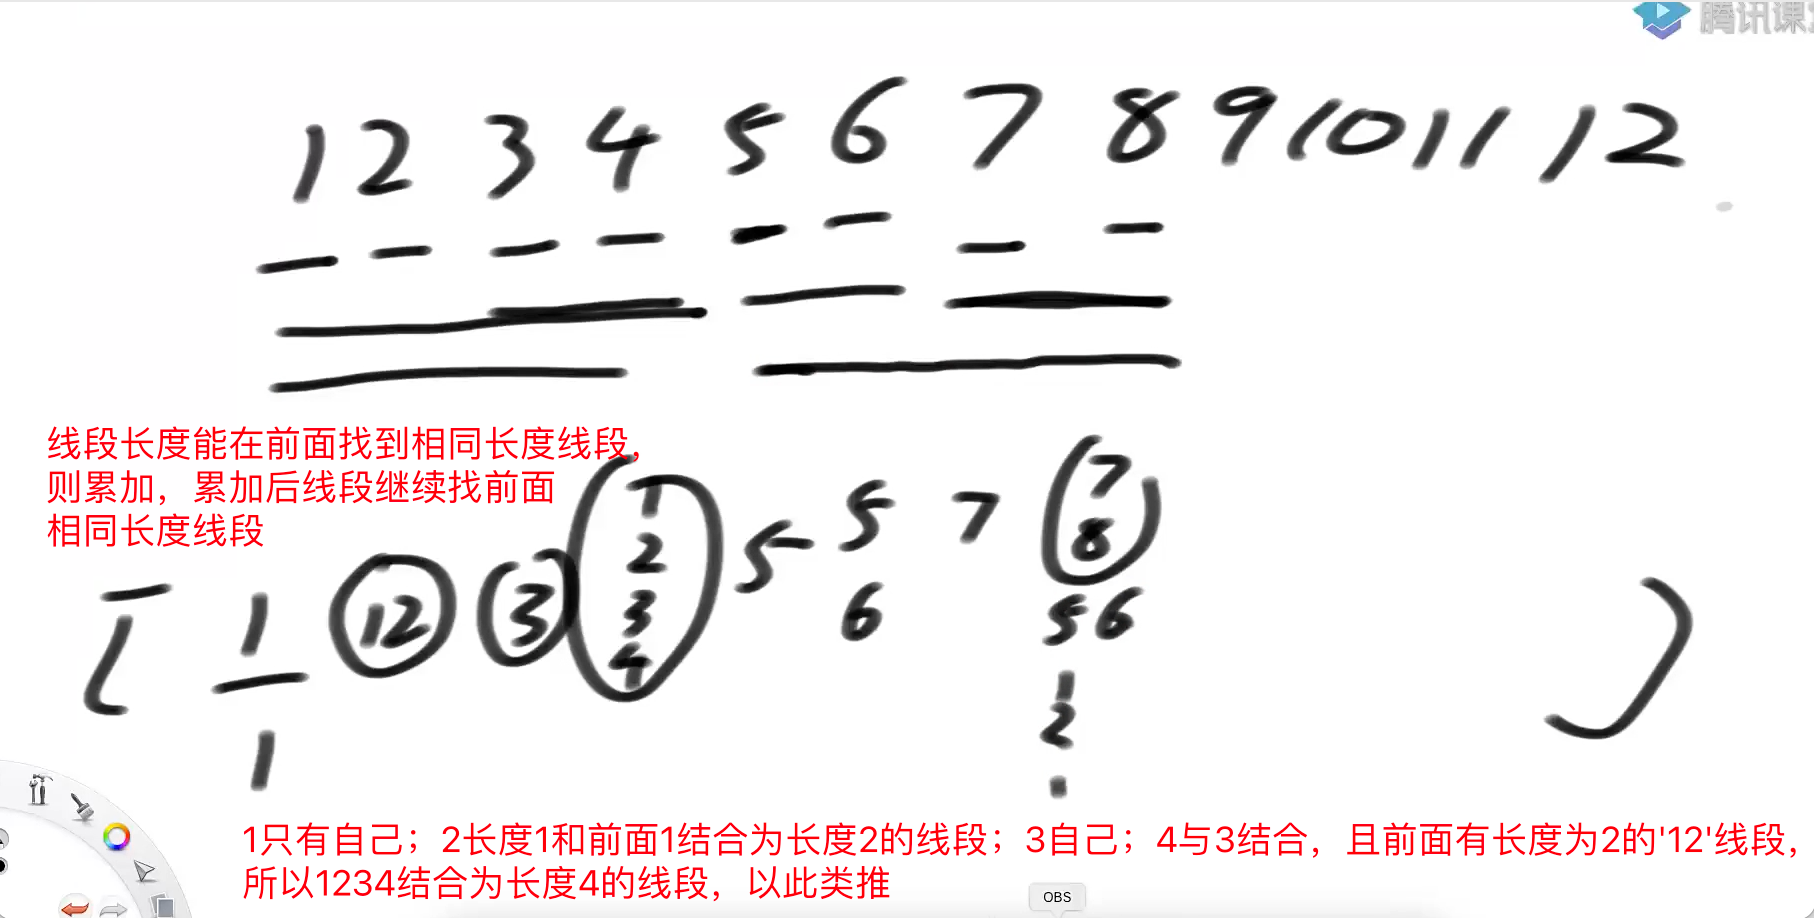 腾讯课
1 2 3 4 5 6 7 8 9 10 11 12
线段长度能在前面找到相同长度线段,
则累加，累加后线段继续找前面
相同长度线段
1
1
12
3
1
2
3
4
5
5
6
7
7
8
5 6
1
2
1只有自己；2长度1和前面1结合为长度2的线段；3自己；4与3结合，且前面有长度为2的'12'线段，
所以1234结合为长度4的线段，以此类推
OBS